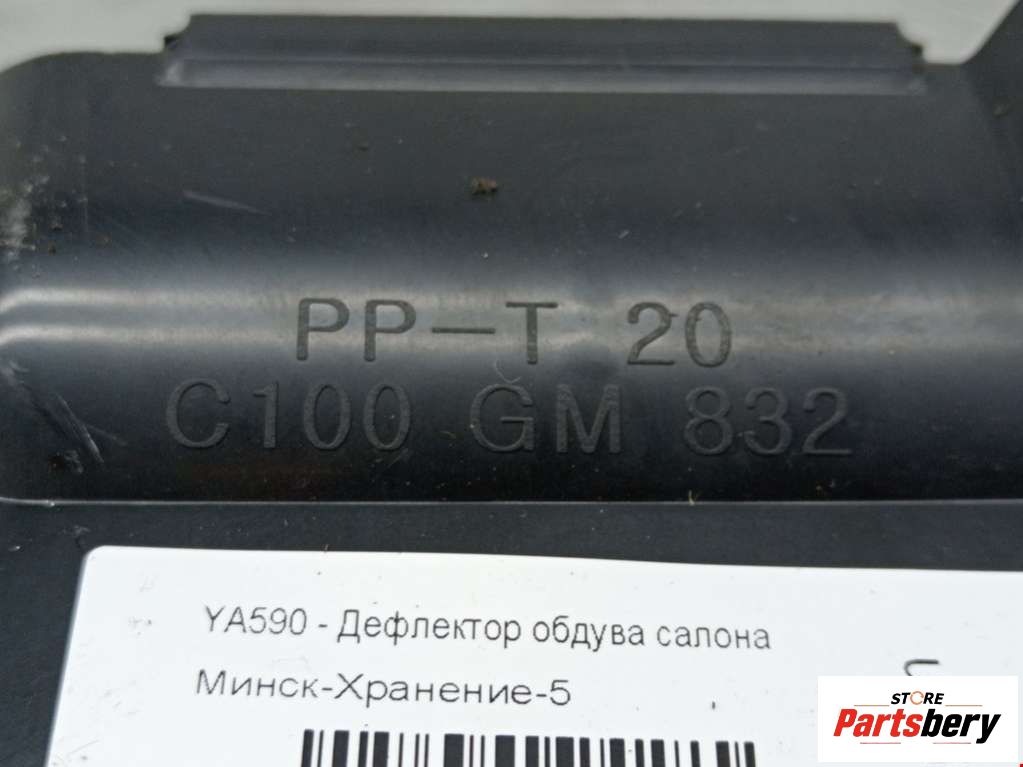 PP-T 20
C100 GM 832
YA590 - Дефлектор обдува салона
Минск-Хранение-5
STORE
Partsbery